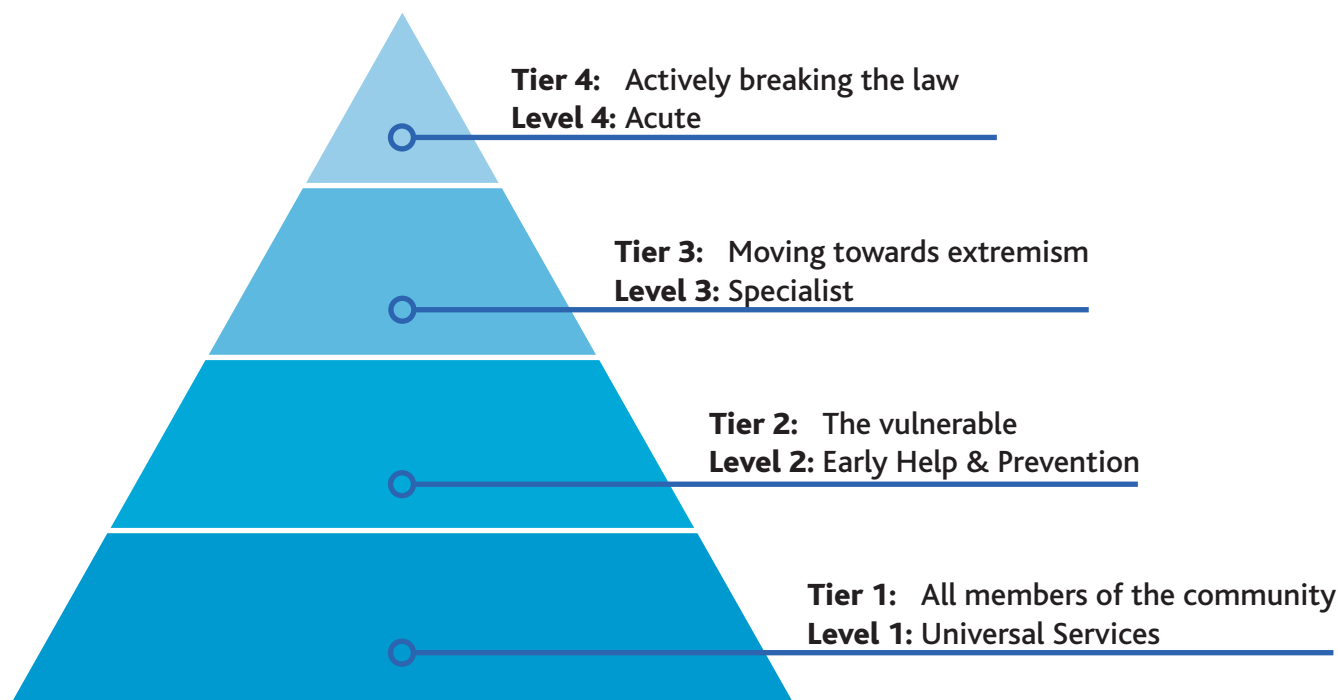 Tier 4: Actively breaking the law
Level 4: Acute
Tier 3: Moving towards extremism
Level 3: Specialist
Tier 2: The vulnerable
Level 2: Early Help & Prevention
Tier 1: All members of the community
Level 1: Universal Services